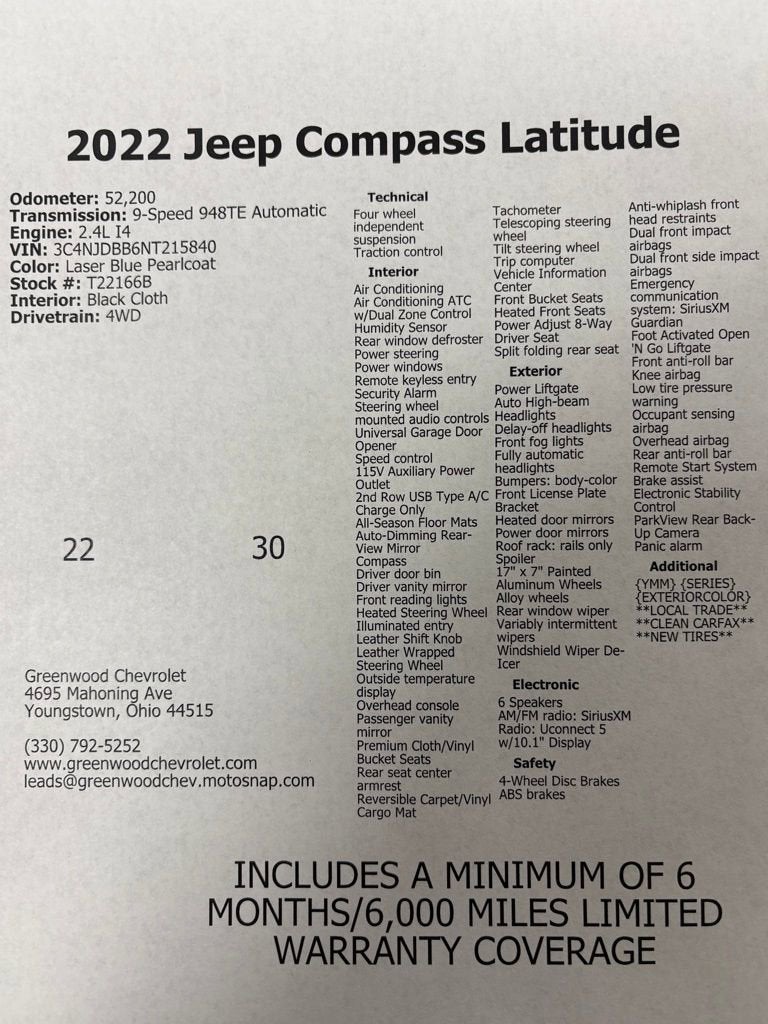 2022 Jeep Compass Latitude
Odometer: 52,200
Transmission: 9-Speed 948TE Automatic
Engine: 2.4L I4
VIN: 3C4NJDBB6NT215840
Color: Laser Blue Pearlcoat
Stock #: T22166B
Interior: Black Cloth
Drivetrain: 4WD
22
30
Greenwood Chevrolet
4695 Mahoning Ave
Youngstown, Ohio 44515
(330) 792-5252
www.greenwoodchevrolet.com
leads@greenwoodchev.motosnap.com
Technical
Four wheel
independent
suspension
Traction control
Interior
Air Conditioning
Air Conditioning ATC
w/Dual Zone Control
Humidity Sensor
Rear window defroster
Power steering
Power windows
Remote keyless entry
Security Alarm
Steering wheel
mounted audio controls
Universal Garage Door
Opener
Speed control
115V Auxiliary Power
Outlet
2nd Row USB Type A/C
Charge Only
All-Season Floor Mats
Auto-Dimming Rear-
View Mirror
Compass
Driver door bin
Driver vanity mirror
Front reading lights
Heated Steering Wheel
Illuminated entry
Leather Shift Knob
Leather Wrapped
Steering Wheel
Outside temperature
display
Overhead console
Passenger vanity
mirror
Premium Cloth/Vinyl
Bucket Seats
Rear seat center
armrest
Reversible Carpet/Vinyl
Cargo Mat
Tachometer
Telescoping steering
wheel
Tilt steering wheel
Trip computer
Vehicle Information
Center
Front Bucket Seats
Heated Front Seats
Power Adjust 8-Way
Driver Seat
Split folding rear seat
Exterior
Power Liftgate
Auto High-beam
Headlights
Delay-off headlights
Front fog lights
Fully automatic
headlights
Bumpers: body-color
Front License Plate
Bracket
Heated door mirrors
Power door mirrors
Roof rack: rails only
Spoiler
17" x 7" Painted
Aluminum Wheels
Alloy wheels
Rear window wiper
Variably intermittent
wipers
Windshield Wiper De-
Icer
Electronic
6 Speakers
AM/FM radio: SiriusXM
Radio: Uconnect 5
w/10.1" Display
Safety
4-Wheel Disc Brakes
ABS brakes
Anti-whiplash front
head restraints
Dual front impact
airbags
Dual front side impact
airbags
Emergency
communication
system: SiriusXM
Guardian
Foot Activated Open
'N Go Liftgate
Front anti-roll bar
Knee airbag
Low tire pressure
warning
Occupant sensing
airbag
Overhead airbag
Rear anti-roll bar
Remote Start System
Brake assist
Electronic Stability
Control
ParkView Rear Back-
Up Camera
Panic alarm
Additional
{YMM} {SERIES}
{EXTERIORCOLOR}
**LOCAL TRADE**
**CLEAN CARFAX**
**NEW TIRES**
INCLUDES A MINIMUM OF 6
MONTHS/6,000 MILES LIMITED
WARRANTY COVERAGE